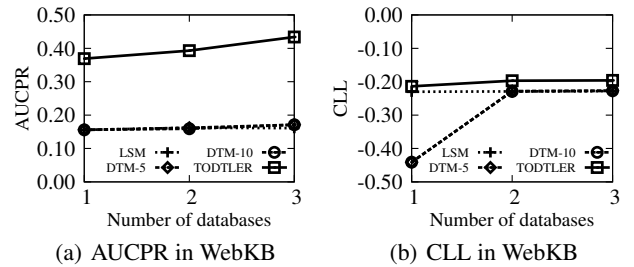 0.50
0.40
0.30
0.20
0.10
0.00
AUCPR
LSM
DTM-5
DTM-10
TODTLER
1 2 3
Number of databases
(a) AUCPR in WebKB
-0.00
-0.10
-0.20
-0.30
-0.40
-0.50
CLL
LSM
DTM-5
DTM-10
TODTLER
1 2 3
Number of databases
(b) CLL in WebKB